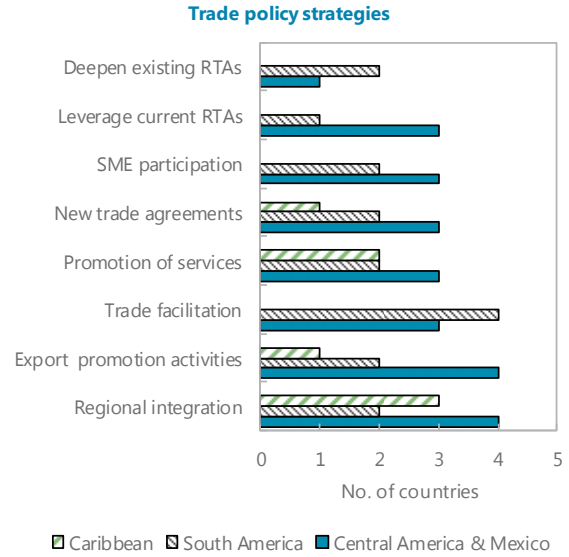 Trade policy strategies
Deepen existing RTAs
Leverage current RTAs
SME participation
New trade agreements
Promotion of services
Trade facilitation
Export promotion activities
Regional integration
0 1 2 3 4 5
No. of countries
Caribbean South America Central America & Mexico